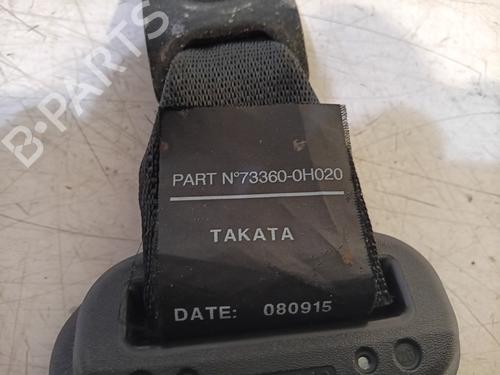 B-PARTS
PART N°73360-0H020
TAKATA
DATE: 080915